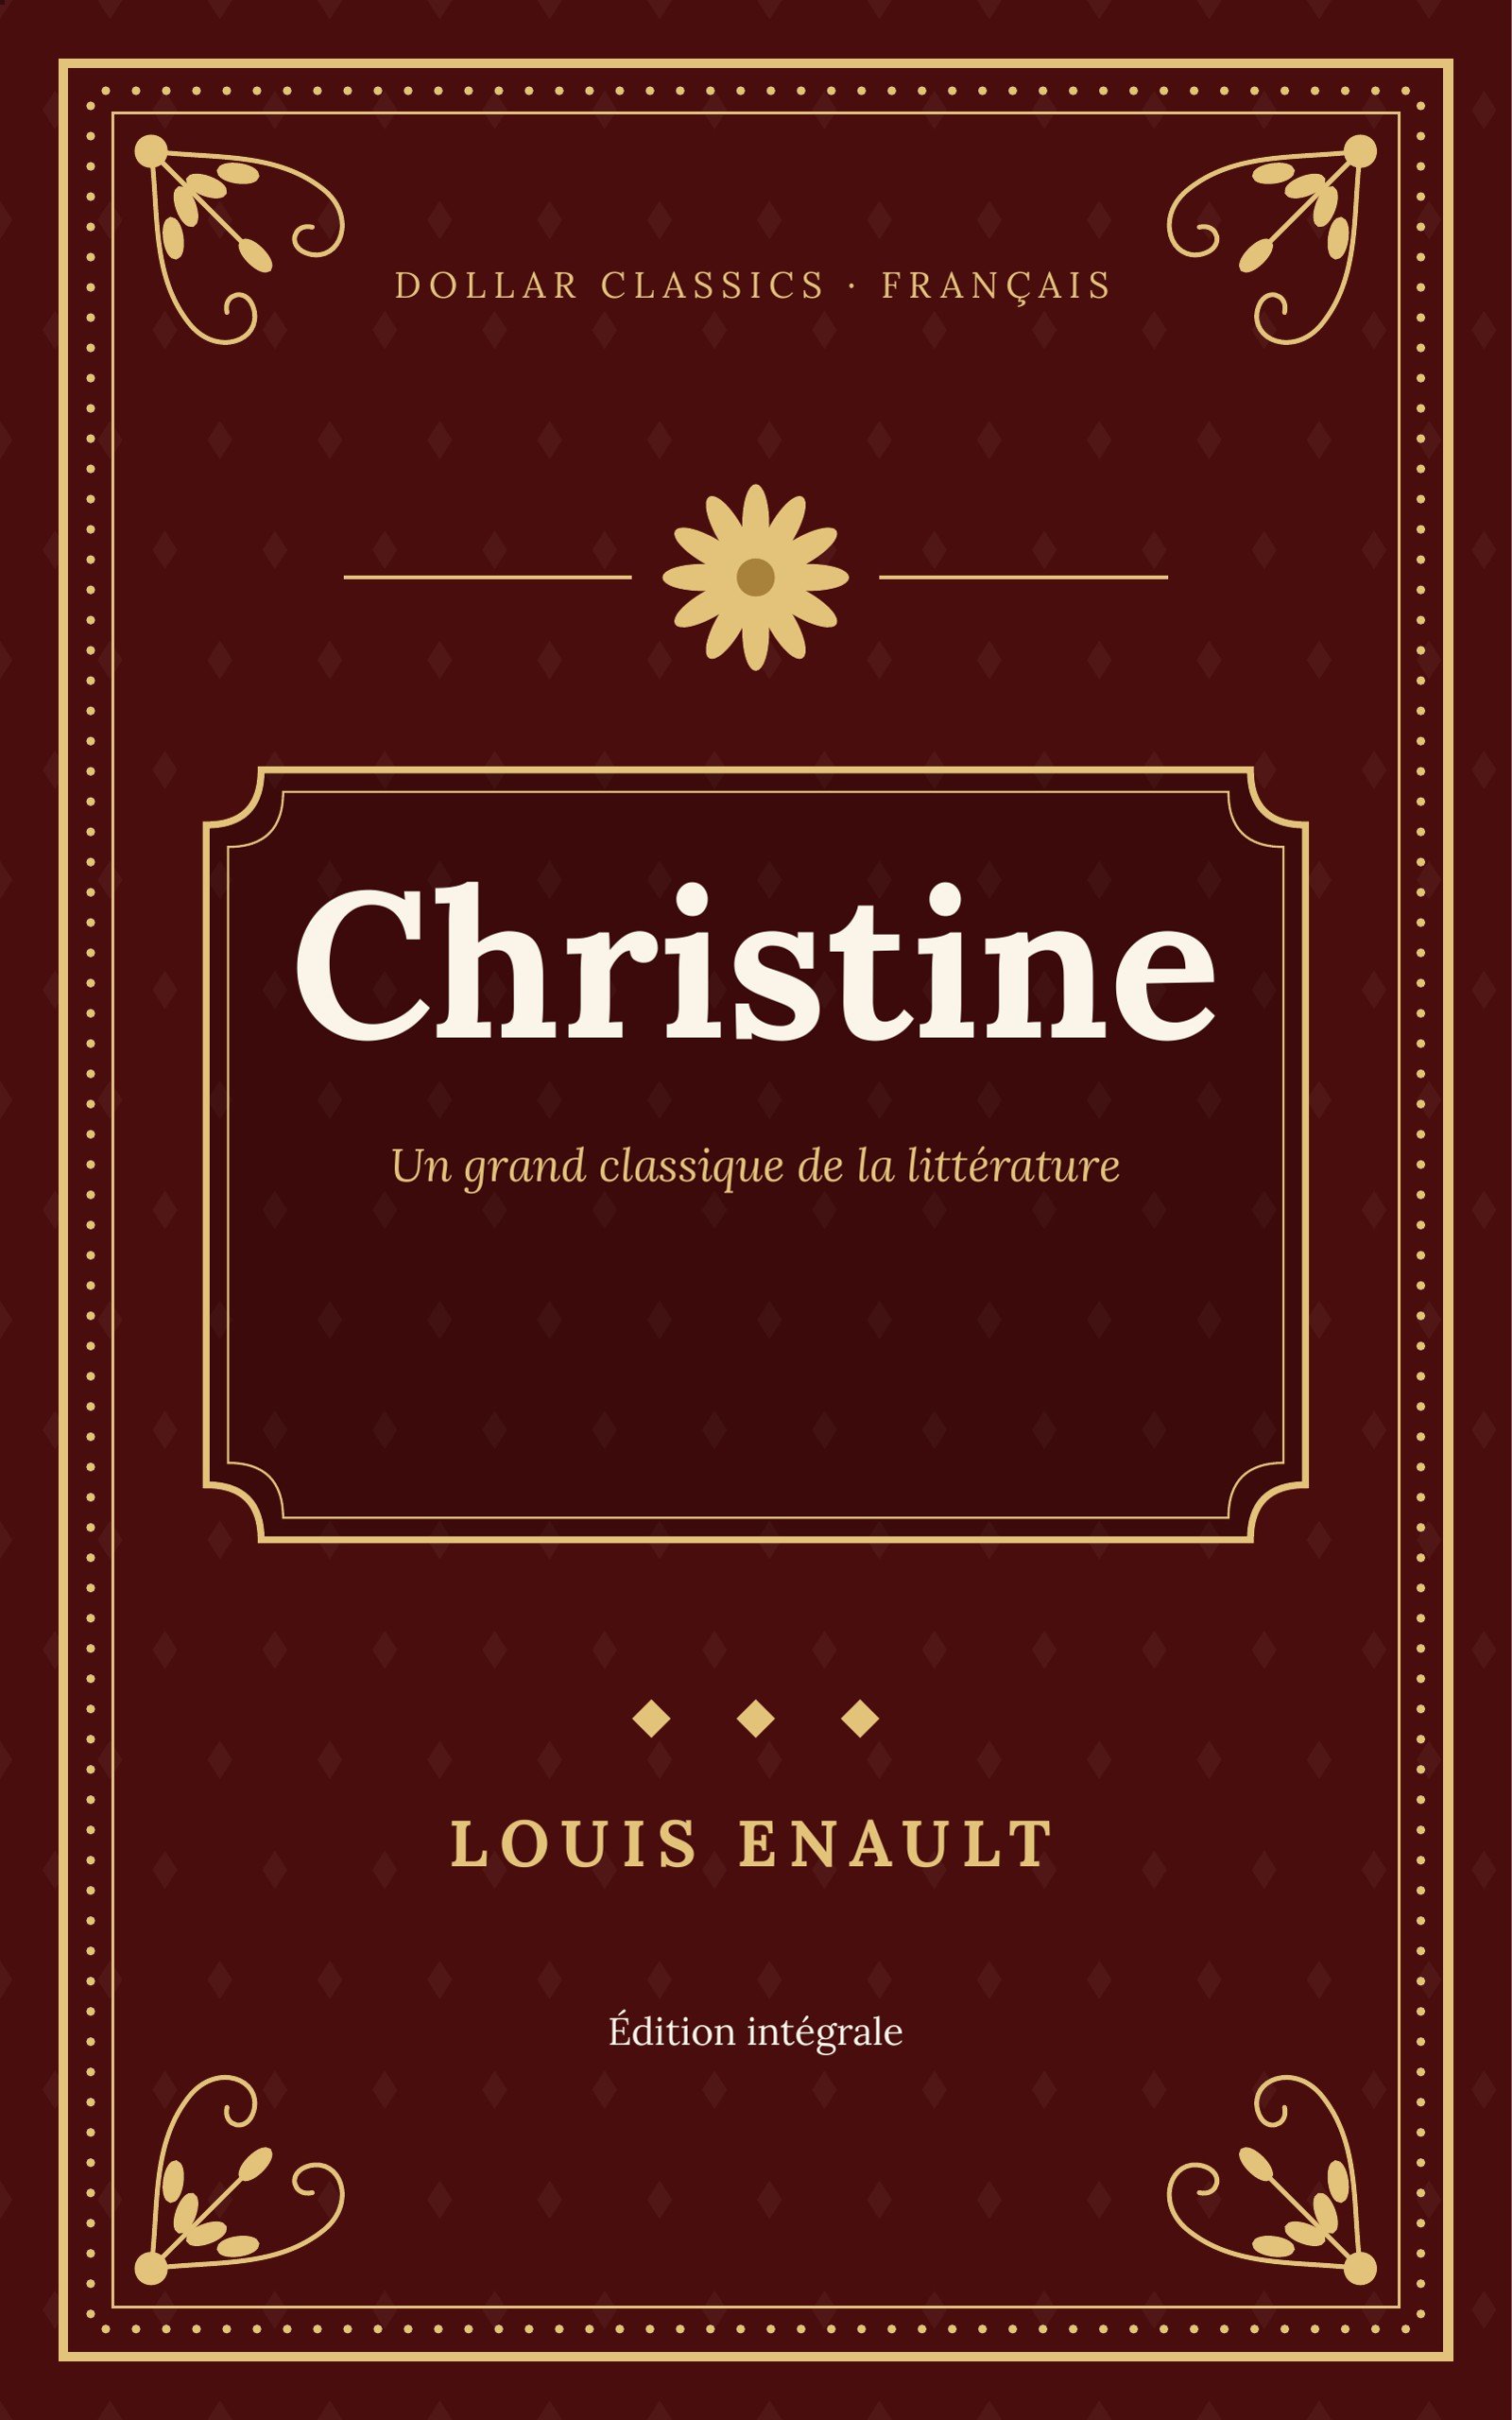 DOLLAR CLASSICS · FRANÇAIS
Christine
Un grand classique de la littérature
LOUIS ENAULT
Édition intégrale